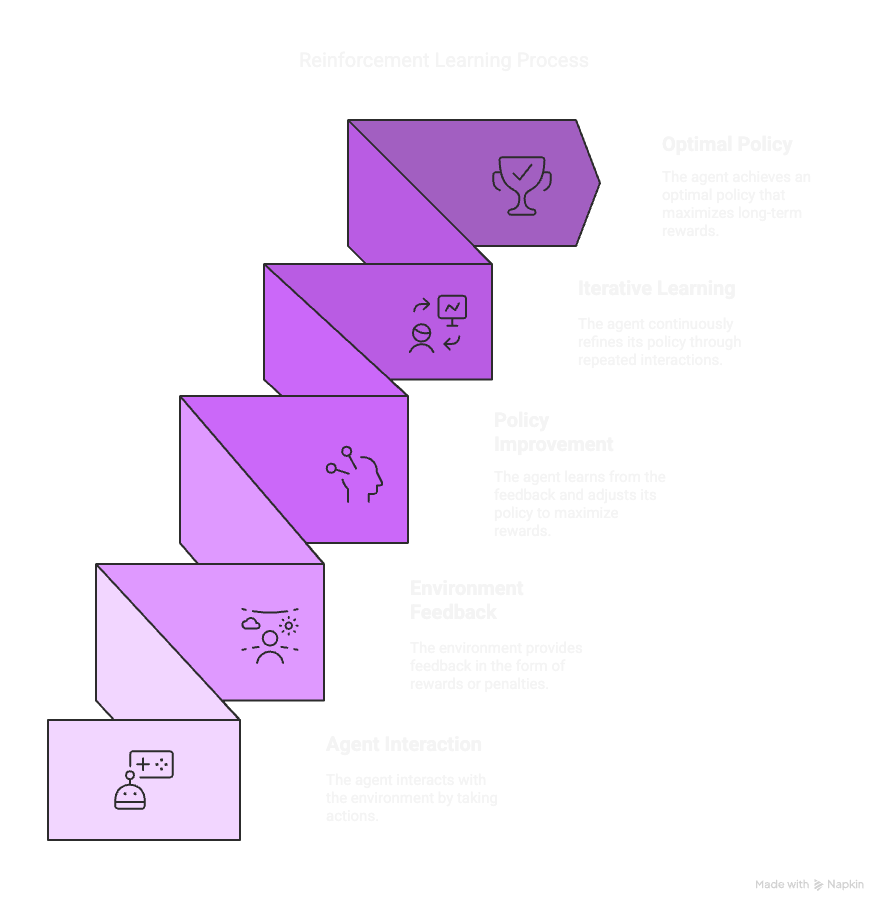 Reinforcement Learning Process
Optimal Policy
The agent achieves an
optimal policy that
maximizes long-term
rewards.
Iterative Learning
The agent continuously
refines its policy through
repeated interactions.
Policy
Improvement
The agent learns from the
feedback and adjusts its
policy to maximize
rewards.
Environment
Feedback
The environment provides
feedback in the form of
rewards or penalties.
Agent Interaction
The agent interacts with
the environment by taking
actions.
Made with Napkin